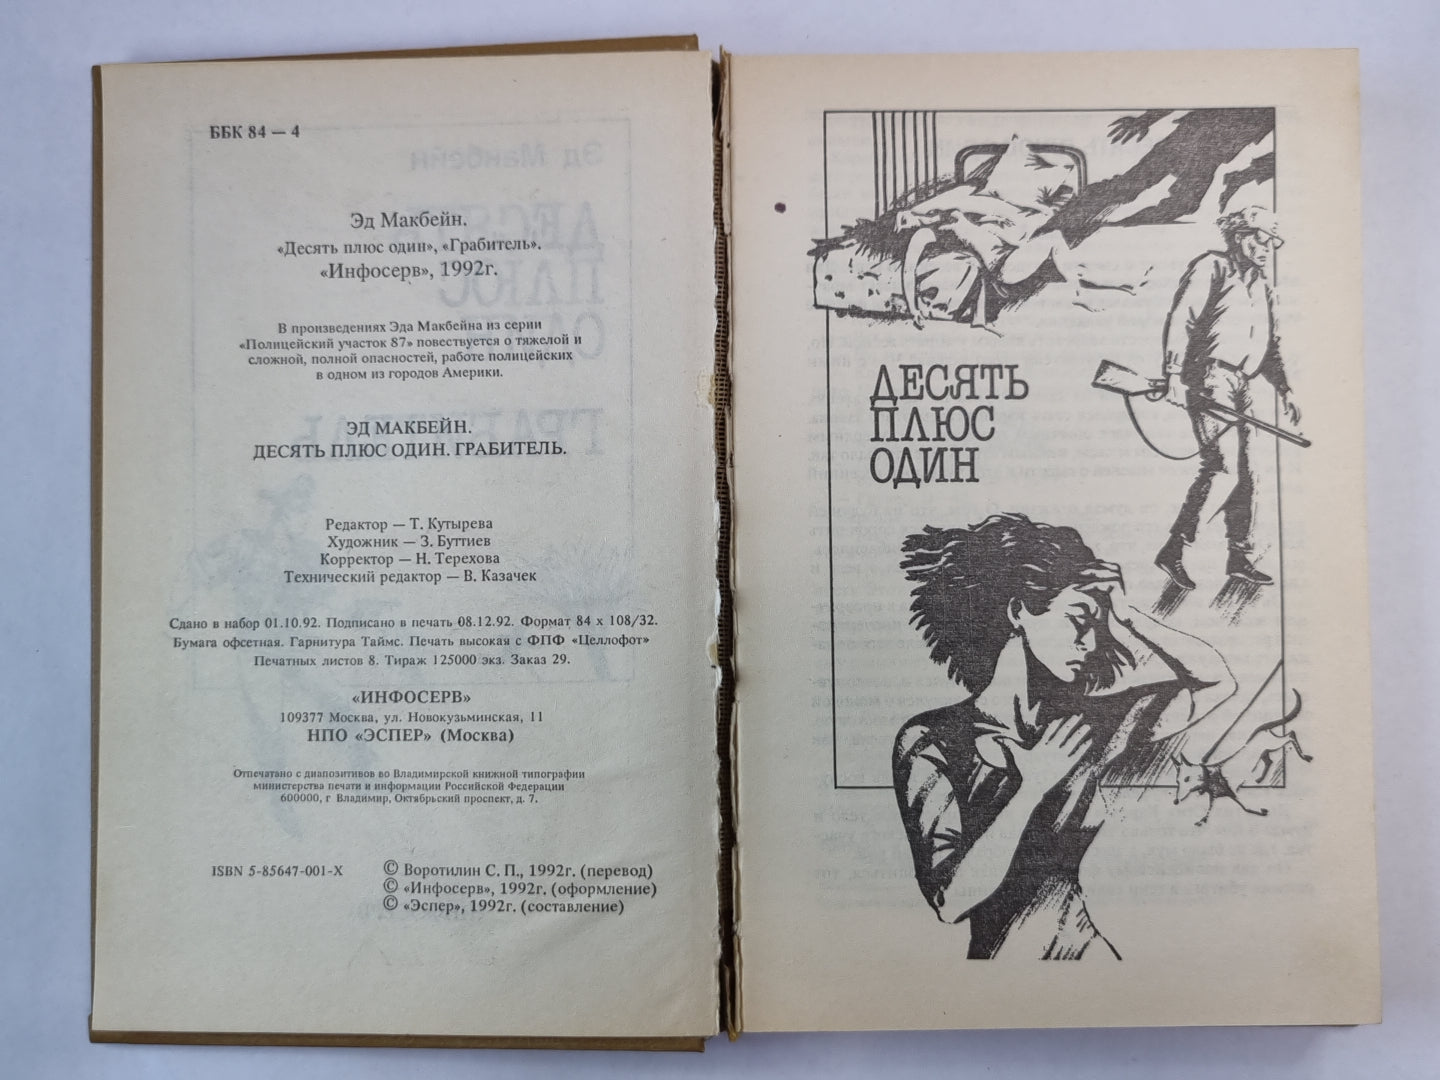 ББК 84 — 4
Эд Макбейн.
«Десять плюс один», «Грабитель».
«Инфосерв», 1992г.
В произведениях Эда Макбейна из серии
«Полицейский участок 87» повествуется о тяжелой и
сложной, полной опасностей, работе полицейских
в одном из городов Америки.
ЭД МАКБЕЙН.
ДЕСЯТЬ ПЛЮС ОДИН. ГРАБИТЕЛЬ.
Редактор — Т. Кутырева
Художник — З. Буттиев
Корректор — Н. Терехова
Технический редактор — В. Казачек
Сдано в набор 01.10.92. Подписано в печать 08.12.92. Формат 84 х 108/32.
Бумага офсетная. Гарнитура Таймс. Печать высокая с ФПФ «Целлофот»
Печатных листов 8. Тираж 125000 экз. Заказ 29.
«ИНФОСЕРВ»
109377 Москва, ул. Новокузьминская, 11
НПО «ЭСПЕР» (Москва)
Отпечатано с диапозитивов во Владимирской книжной типографии
министерства печати и информации Российской Федерации
600000, г Владимир, Октябрьский проспект, д. 7.
ISBN 5-85647-001-X
© Воротилин С. П., 1992г. (перевод)
© «Инфосерв», 1992г. (оформление)
© «Эспер», 1992г. (составление)
ДЕСЯТЬ
ПЛЮС
ОДИН